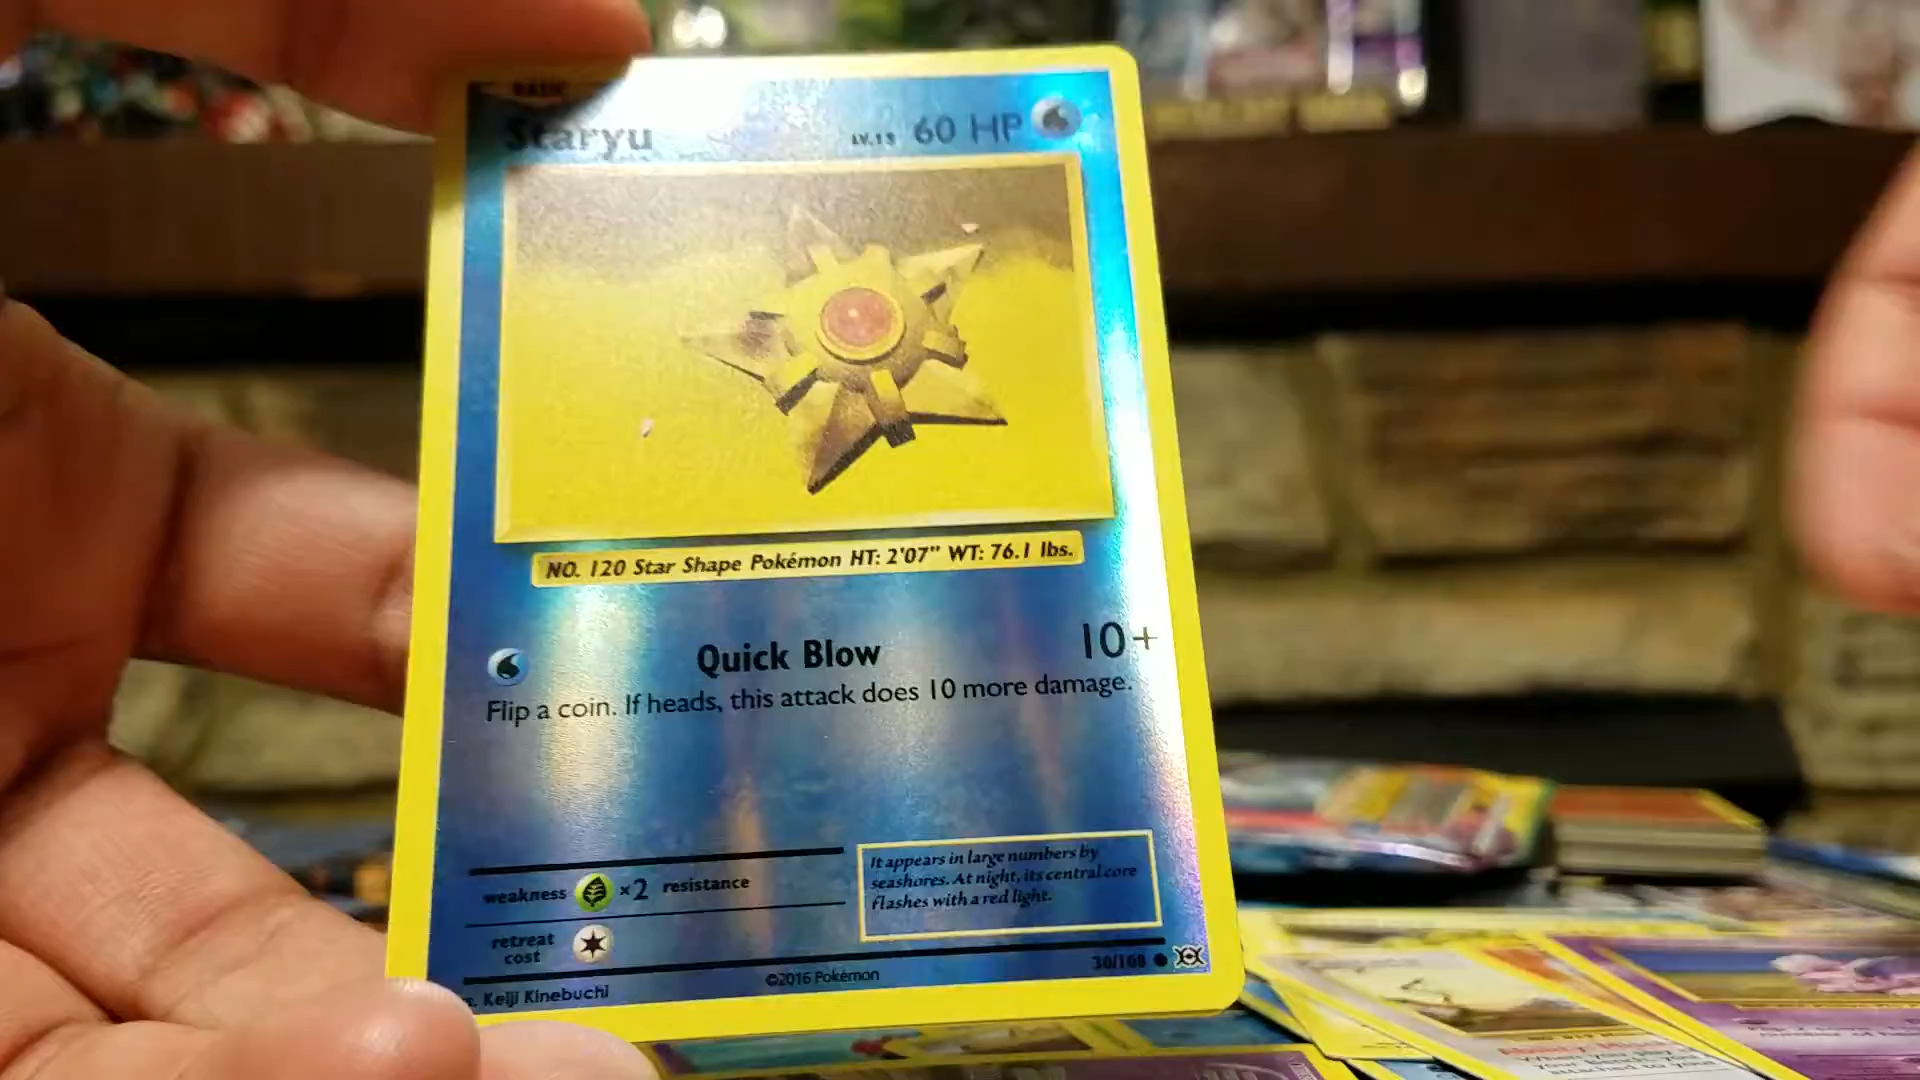 BASIC
Staryu LV.15 60 HP
NO. 120 Star Shape Pokémon HT: 2'07" WT: 76.1 lbs.
Quick Blow 10+
Flip a coin. If heads, this attack does 10 more damage.
weakness ×2 resistance
It appears in large numbers by
seashores. At night, its central core
flashes with a red light.
retreat
cost
30/108
©2016 Pokémon
Keiji Kinebuchi